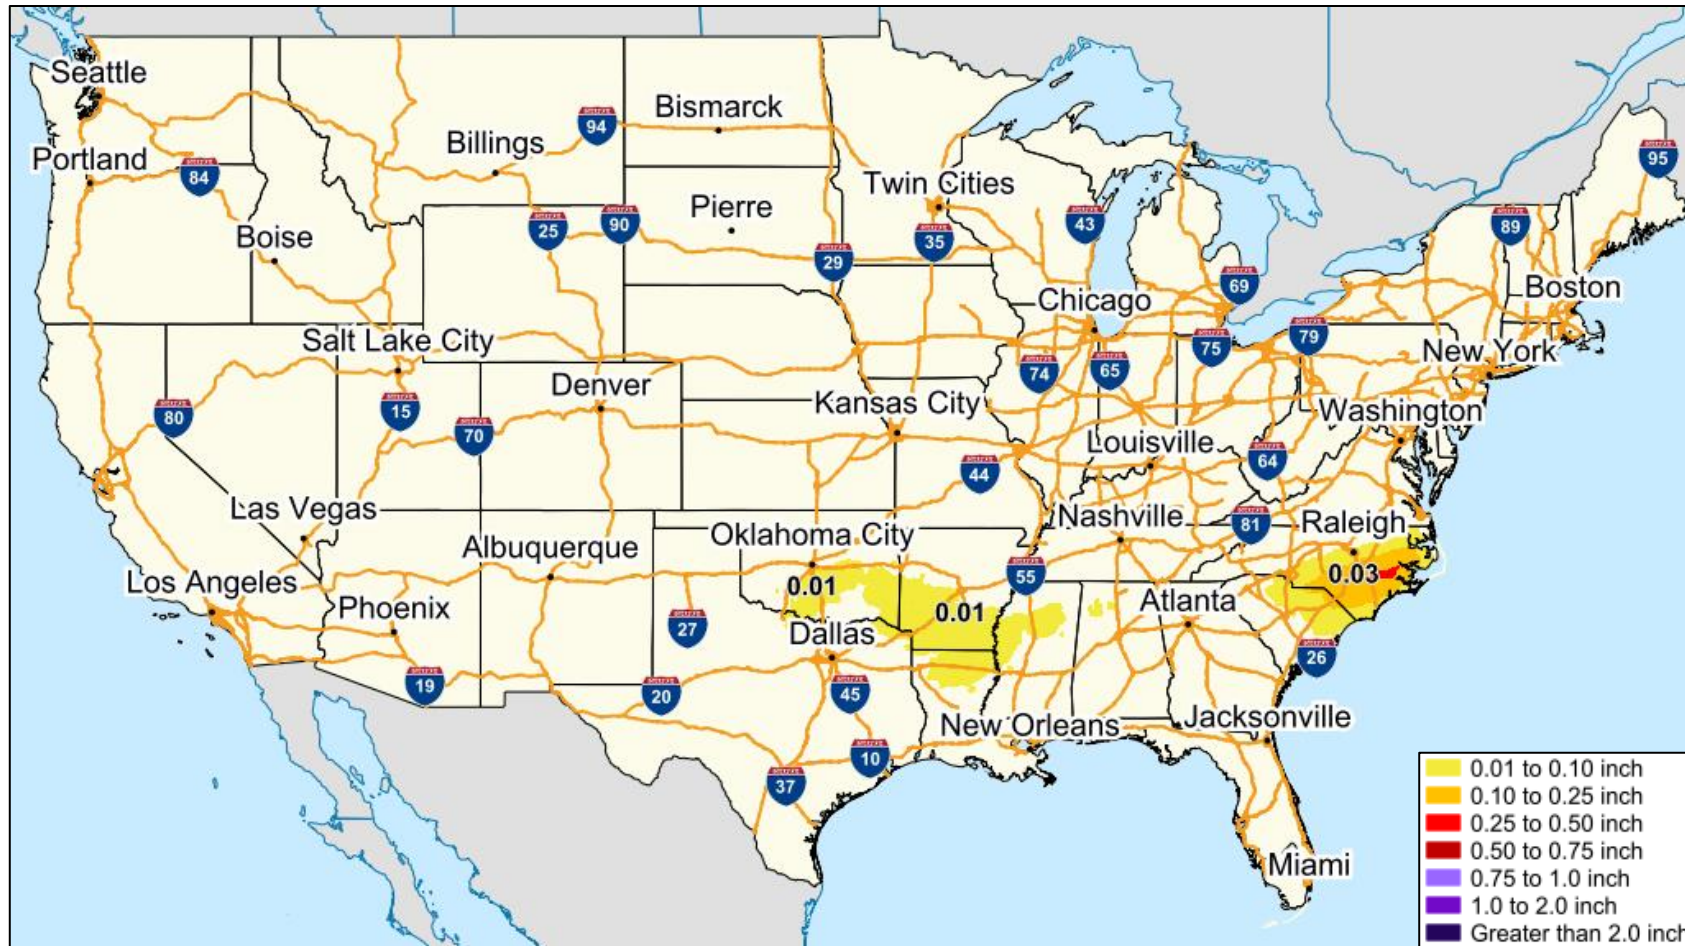 Seattle
Bismarck
94
Billings
95
Portland
84
Twin Cities
Pierre
25
90
43
89
35
Boise
29
69
Boston
Chicago
Salt Lake City
79
75
New York
74
65
Denver
Kansas City
15
80
Washington
70
Louisville
64
44
Las Vegas
Nashville
81
Raleigh
Oklahoma City
Albuquerque
55
0.03
Los Angeles
0.01
Phoenix
0.01
Atlanta
27
Dallas
26
19
20
45
New Orleans
Jacksonville
10
37
Miami
0.01 to 0.10 inch
0.10 to 0.25 inch
0.25 to 0.50 inch
0.50 to 0.75 inch
0.75 to 1.0 inch
1.0 to 2.0 inch
Greater than 2.0 inch